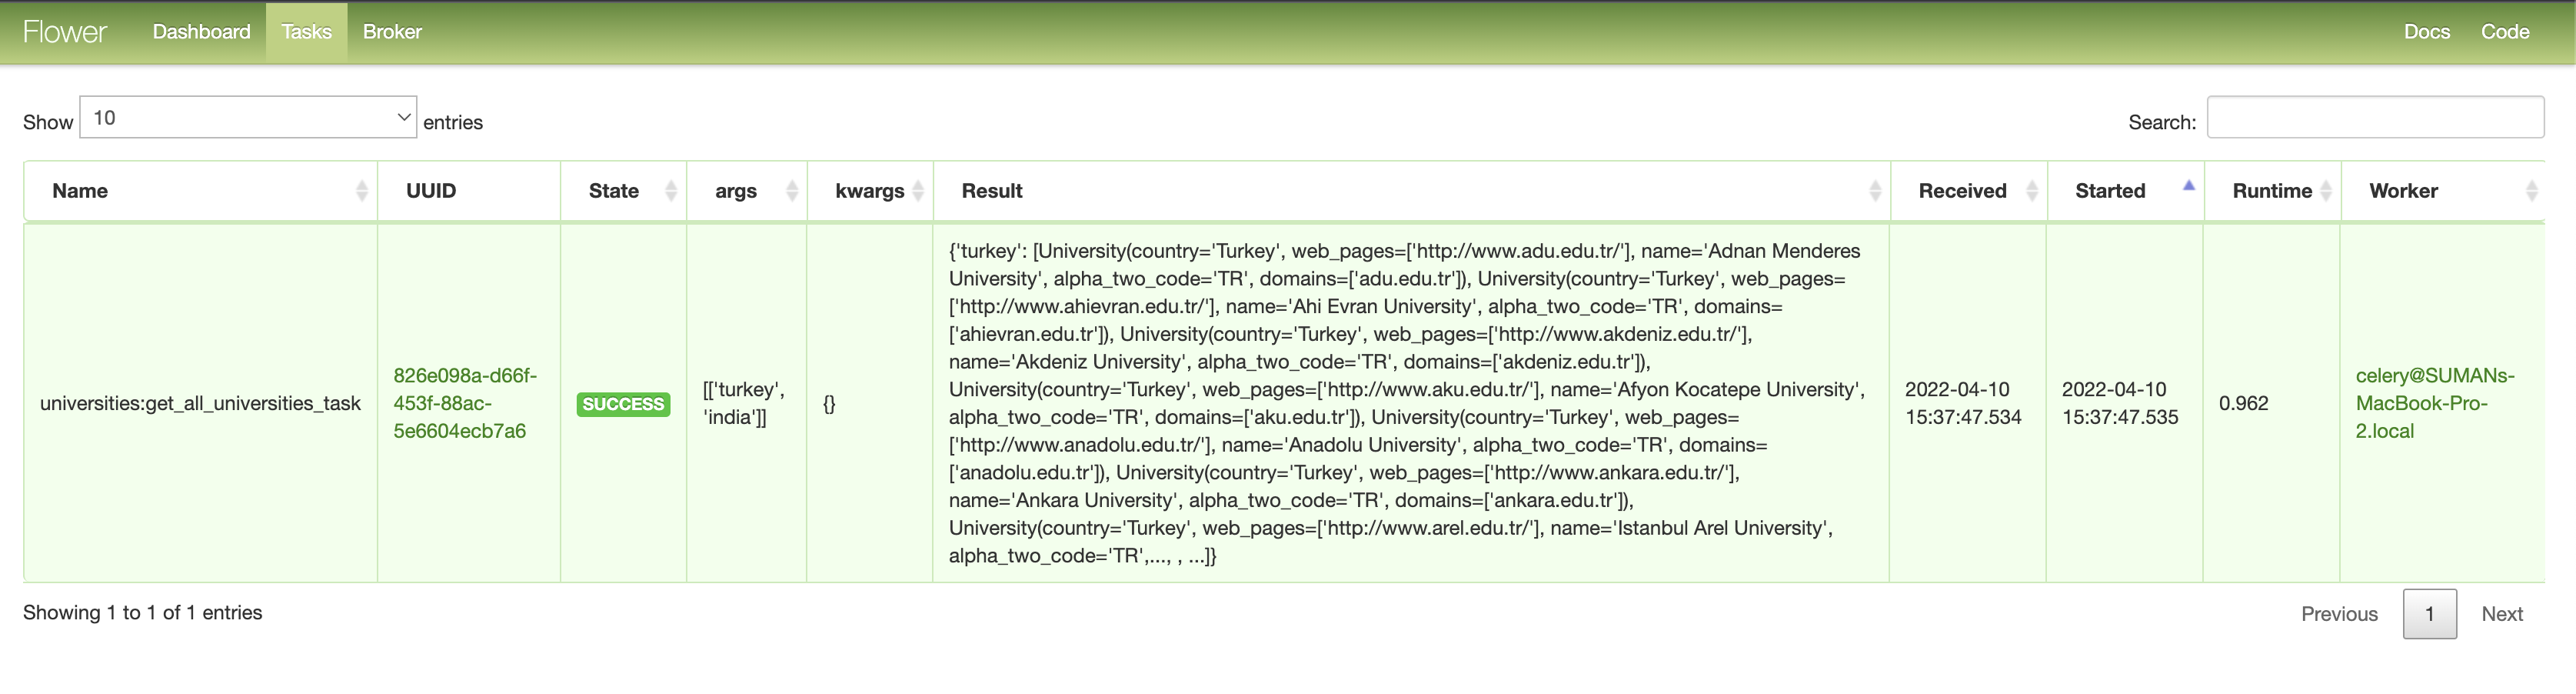 Flower Dashboard Tasks Broker Docs Code
Show 10 entries Search:
Name UUID State args kwargs Result Received Started Runtime Worker
universities:get_all_universities_task
826e098a-d66f-
453f-88ac-
5e6604ecb7a6
SUCCESS
[['turkey',
'india']]
{}
{'turkey': [University(country='Turkey', web_pages=['http://www.adu.edu.tr/'], name='Adnan Menderes
University', alpha_two_code='TR', domains=['adu.edu.tr']), University(country='Turkey', web_pages=
['http://www.ahievran.edu.tr/'], name='Ahi Evran University', alpha_two_code='TR', domains=
['ahievran.edu.tr']), University(country='Turkey', web_pages=['http://www.akdeniz.edu.tr/'],
name='Akdeniz University', alpha_two_code='TR', domains=['akdeniz.edu.tr']),
University(country='Turkey', web_pages=['http://www.aku.edu.tr/'], name='Afyon Kocatepe University',
alpha_two_code='TR', domains=['aku.edu.tr']), University(country='Turkey', web_pages=
['http://www.anadolu.edu.tr/'], name='Anadolu University', alpha_two_code='TR', domains=
['anadolu.edu.tr']), University(country='Turkey', web_pages=['http://www.ankara.edu.tr/'],
name='Ankara University', alpha_two_code='TR', domains=['ankara.edu.tr']),
University(country='Turkey', web_pages=['http://www.arel.edu.tr/'], name='Istanbul Arel University',
alpha_two_code='TR',..., , ...]}
2022-04-10
15:37:47.534
2022-04-10
15:37:47.535
0.962
celery@SUMANs-
MacBook-Pro-
2.local
Showing 1 to 1 of 1 entries Previous 1 Next